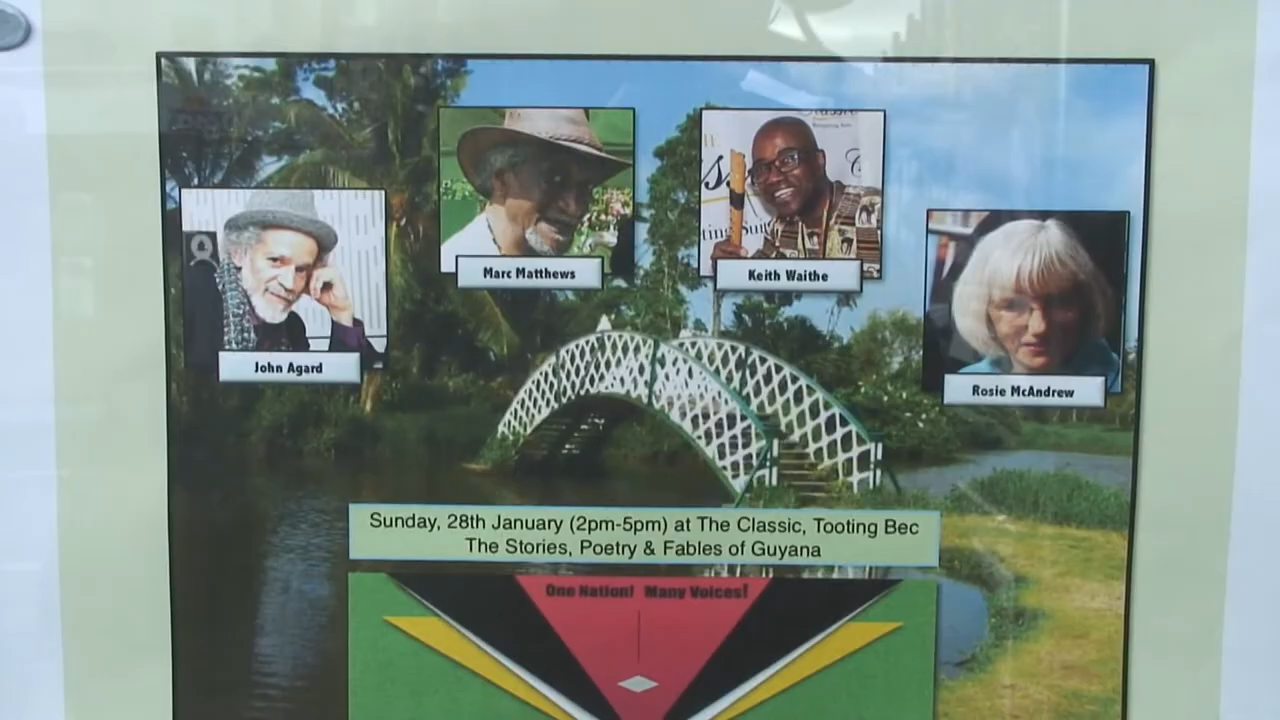 Marc Matthews
Keith Waithe
John Agard
Rosie McAndrew
Sunday, 28th January (2pm-5pm) at The Classic, Tooting Bec
The Stories, Poetry & Fables of Guyana
One Nation! Many Voices!